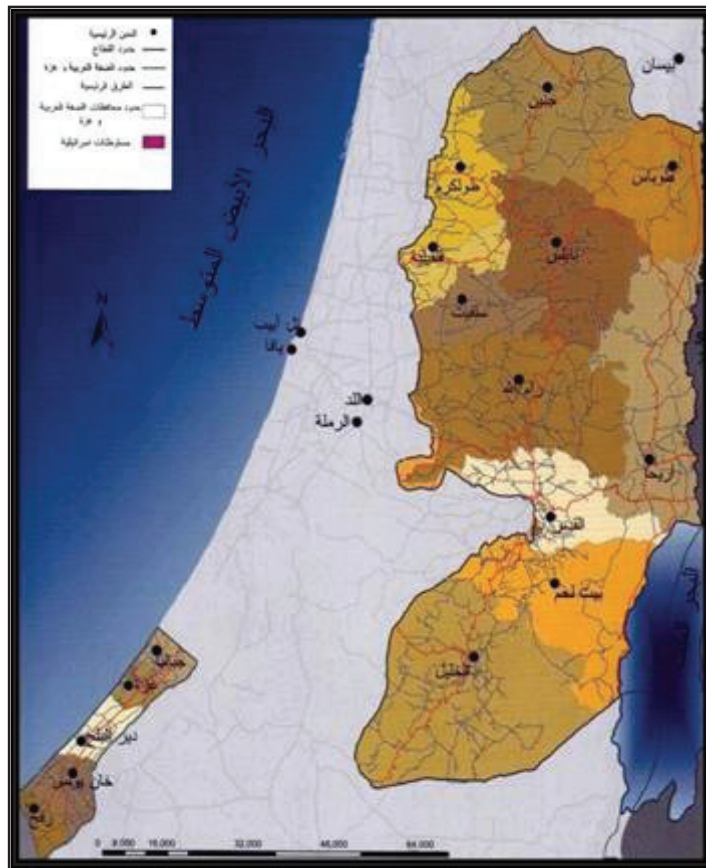 المدن الرئيسية
حدود القطاع
حدود الضفة الغربية و غزة
الطرق الرئيسية
حدود محافظات الضفة الغربية
و غزة
مستوطنات اسرائيلية
البحر الأبيض المتوسط
N
بيسان
جنين
طولكرم
طوباس
قلقيلية
نابلس
سلفيت
تل أبيب
يافا
رام الله
اللد
الرملة
أريحا
القدس
بيت لحم
البحر
الخليل
جباليا
غزة
دير البلح
خان يونس
رفح
0 8,000 16,000 32,000 48,000 64,000